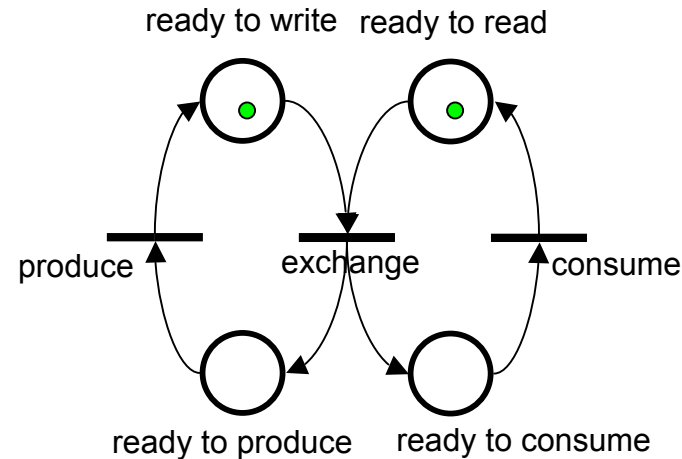 ready to write
ready to read
produce
exchange
consume
ready to produce
ready to consume